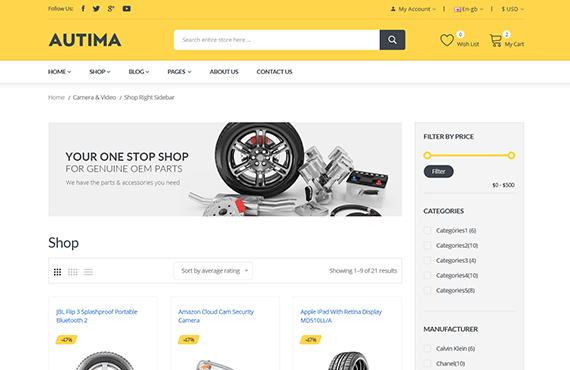 Follow Us:
My Account
En-gb
$ USD
AUTIMA
Search entire store here ...
0
Wish List
2
My Cart
HOME
SHOP
BLOG
PAGES
ABOUT US
CONTACT US
Home / Camera & Video / Shop Right Sidebar
YOUR ONE STOP SHOP
FOR GENUINE OEM PARTS
We have the parts & accessories you need
Shop
Sort by average rating
Showing 1–9 of 21 results
JBL Flip 3 Splashproof Portable
Bluetooth 2
-47%
Amazon Cloud Cam Security
Camera
-47%
Apple IPad With Retina Display
MD510LL/A
-47%
FILTER BY PRICE
Filter
$0 - $500
CATEGORIES
Categories1 (6)
Categories2(10)
Categories3 (4)
Categories4(10)
Categories5(8)
MANUFACTURER
Calvin Klein (6)
Chanel(10)